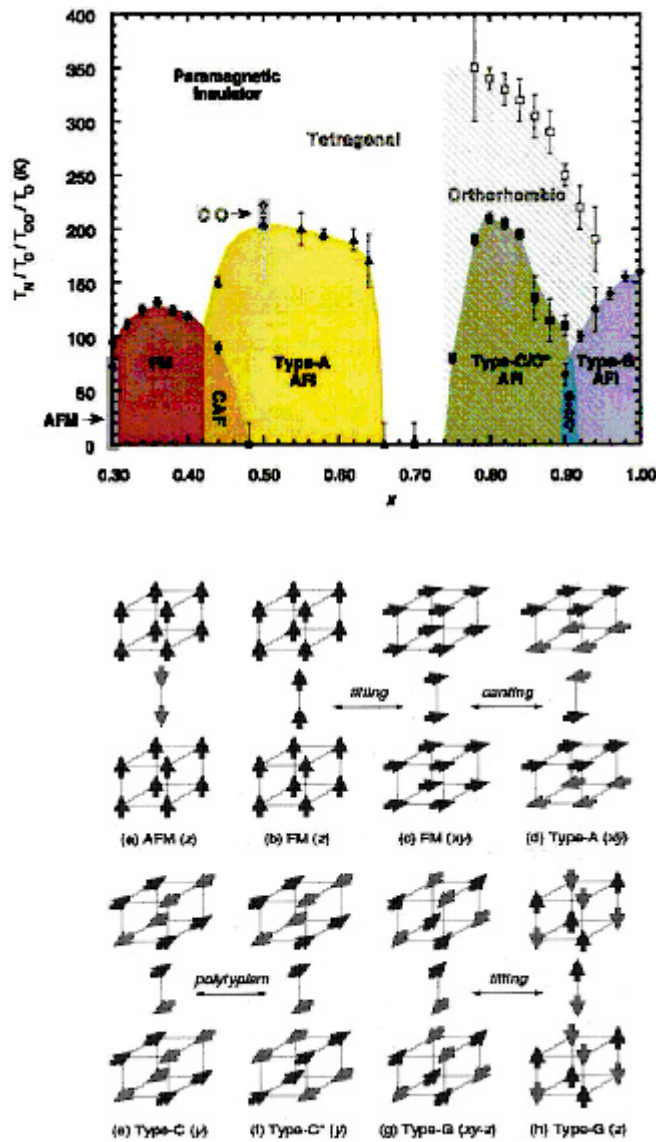 T_N / T_C / T_CO / T_O (K)
400
350
300
250
200
150
100
50
0
Paramagnetic
Insulator
Tetragonal
Orthorhombic
CO
FM
CAF
Type-A
AFI
Type-C/C*
AFI
Type-G
AFI
AFM
0.30 0.40 0.50 0.60 0.70 0.80 0.90 1.00
x
tilting
canting
(a) AFM (z) (b) FM (z) (c) FM (xy) (d) Type-A (xy)
polytypism
tilting
(e) Type-C (y) (f) Type-C* (y) (g) Type-G (xy-z) (h) Type-G (z)